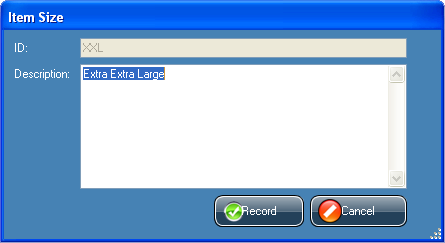 Item Size
ID: XXL
Description: Extra Extra Large
Record Cancel